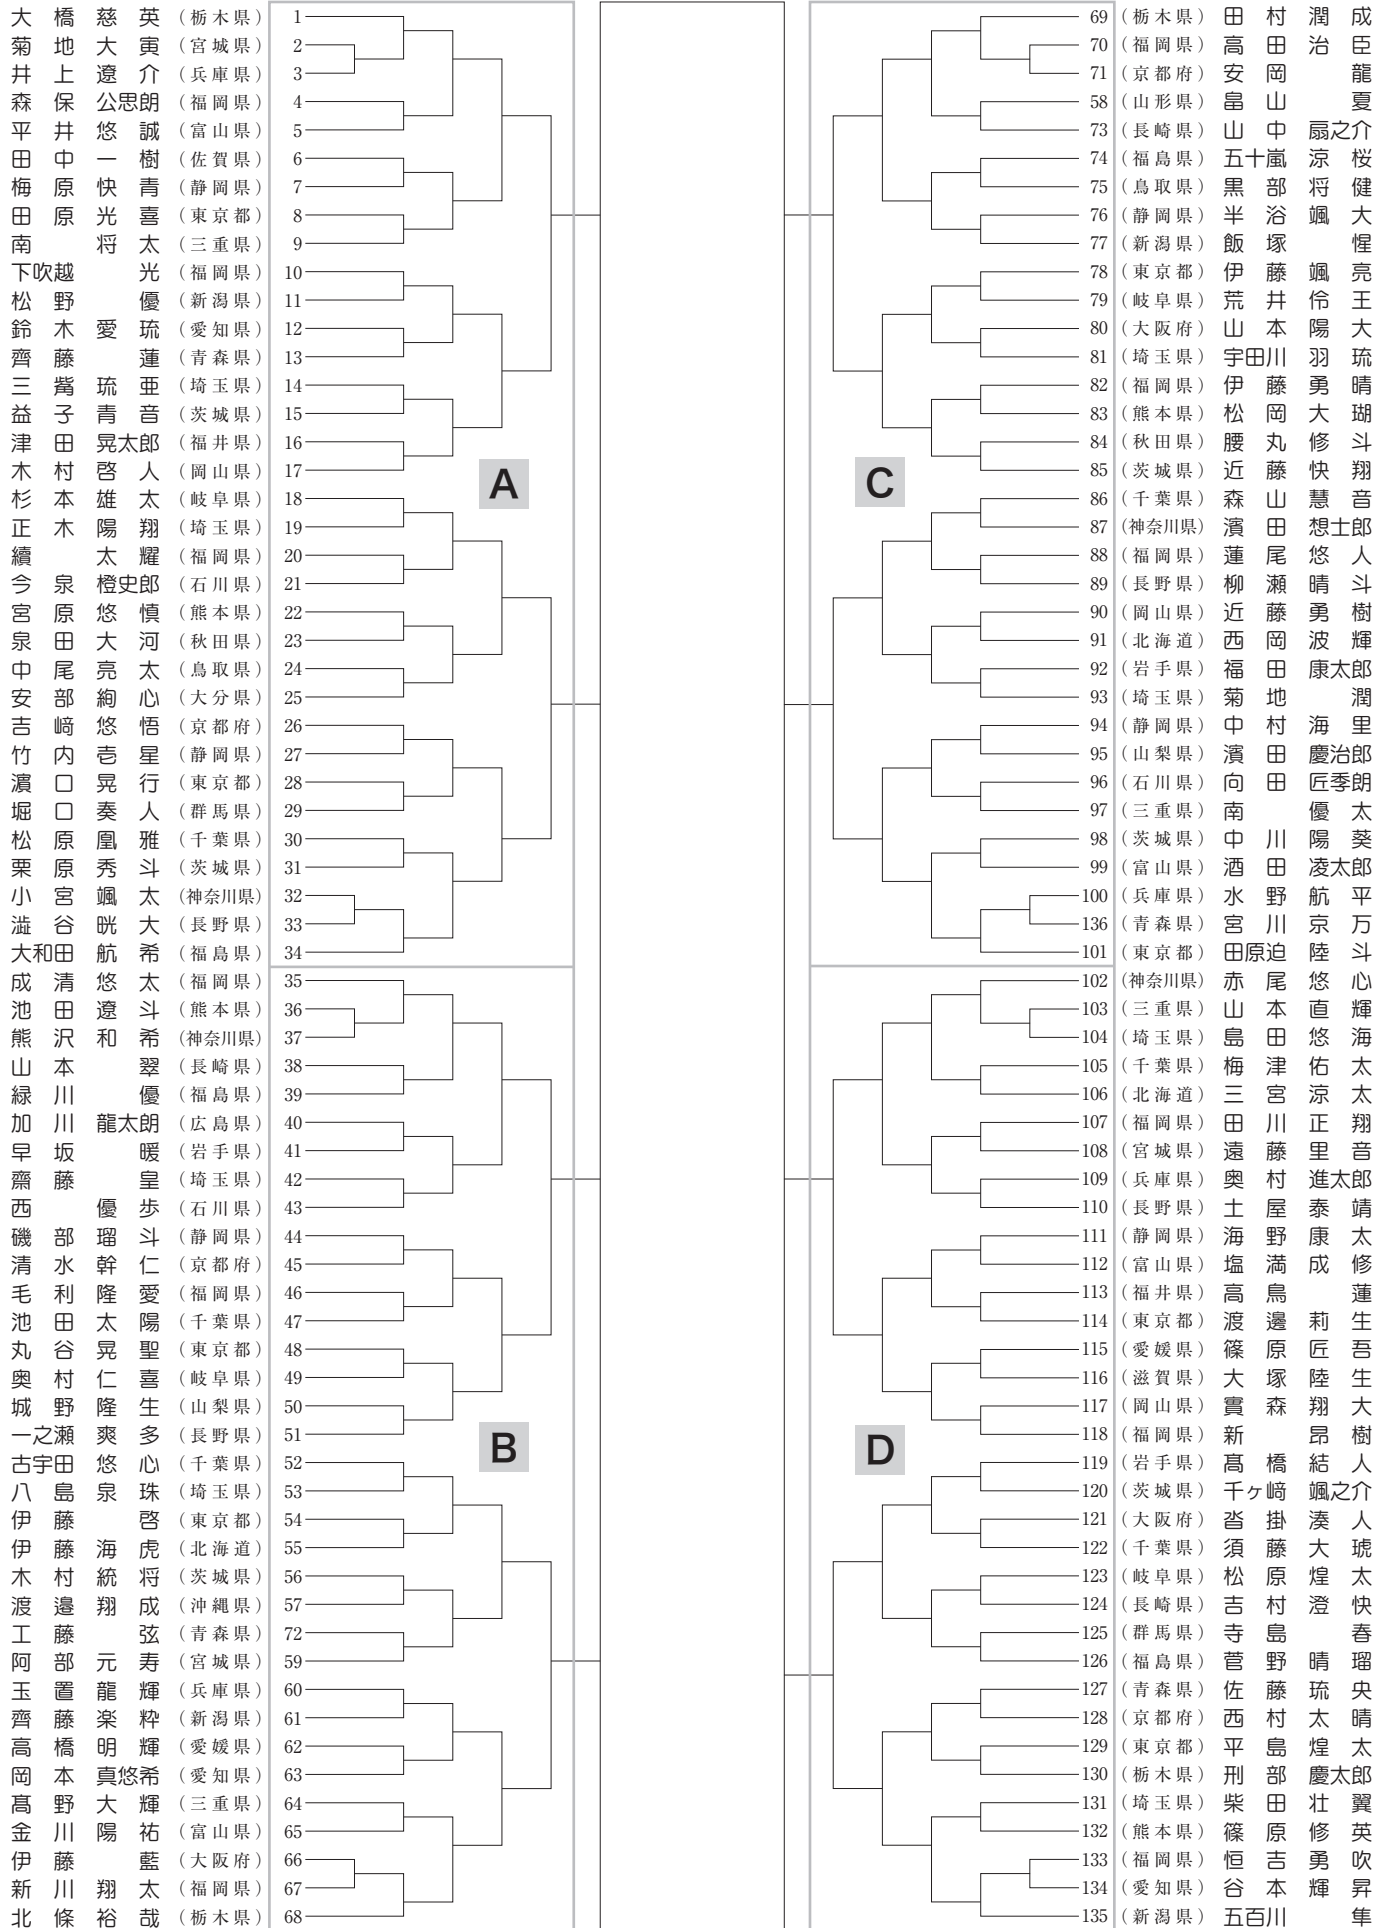 大橋慈英 (栃木県) 1
菊地大寅 (宮城県) 2
井上遼介 (兵庫県) 3
森保公思朗 (福岡県) 4
平井悠誠 (富山県) 5
田中一樹 (佐賀県) 6
梅原快青 (静岡県) 7
田原光喜 (東京都) 8
南将太 (三重県) 9
下吹越光 (福岡県) 10
松野優 (新潟県) 11
鈴木愛琉 (愛知県) 12
齊藤蓮 (青森県) 13
三觜琉亜 (埼玉県) 14
益子青音 (茨城県) 15
津田晃太郎 (福井県) 16
木村啓人 (岡山県) 17
杉本雄太 (岐阜県) 18
正木陽翔 (埼玉県) 19
續太耀 (福岡県) 20
今泉橙史郎 (石川県) 21
宮原悠慎 (熊本県) 22
泉田大河 (秋田県) 23
中尾亮太 (鳥取県) 24
安部絢心 (大分県) 25
吉﨑悠悟 (京都府) 26
竹内壱星 (静岡県) 27
濵口晃行 (東京都) 28
堀口奏人 (群馬県) 29
松原凰雅 (千葉県) 30
栗原秀斗 (茨城県) 31
小宮颯太 (神奈川県) 32
澁谷晄大 (長野県) 33
大和田航希 (福島県) 34
A
成清悠太 (福岡県) 35
池田遼斗 (熊本県) 36
熊沢和希 (神奈川県) 37
山本翠 (長崎県) 38
緑川優 (福島県) 39
加川龍太朗 (広島県) 40
早坂暖 (岩手県) 41
齋藤皇 (埼玉県) 42
西優歩 (石川県) 43
磯部瑠斗 (静岡県) 44
清水幹仁 (京都府) 45
毛利隆愛 (福岡県) 46
池田太陽 (千葉県) 47
丸谷晃聖 (東京都) 48
奥村仁喜 (岐阜県) 49
城野隆生 (山梨県) 50
一之瀬爽多 (長野県) 51
古宇田悠心 (千葉県) 52
八島泉珠 (埼玉県) 53
伊藤啓 (東京都) 54
伊藤海虎 (北海道) 55
木村統将 (茨城県) 56
渡邉翔成 (沖縄県) 57
工藤弦 (青森県) 72
阿部元寿 (宮城県) 59
玉置龍輝 (兵庫県) 60
齊藤楽粋 (新潟県) 61
高橋明輝 (愛媛県) 62
岡本真悠希 (愛知県) 63
髙野大輝 (三重県) 64
金川陽祐 (富山県) 65
伊藤藍 (大阪府) 66
新川翔太 (福岡県) 67
北條裕哉 (栃木県) 68
B
69 (栃木県) 田村潤成
70 (福岡県) 高田治臣
71 (京都府) 安岡龍
58 (山形県) 畠山夏
73 (長崎県) 山中扇之介
74 (福島県) 五十嵐涼桜
75 (鳥取県) 黒部将健
76 (静岡県) 半浴颯大
77 (新潟県) 飯塚惺
78 (東京都) 伊藤颯亮
79 (岐阜県) 荒井伶王
80 (大阪府) 山本陽大
81 (埼玉県) 宇田川羽琉
82 (福岡県) 伊藤勇晴
83 (熊本県) 松岡大瑚
84 (秋田県) 腰丸修斗
85 (茨城県) 近藤快翔
86 (千葉県) 森山慧音
87 (神奈川県) 濱田想士郎
88 (福岡県) 蓮尾悠人
89 (長野県) 柳瀬晴斗
90 (岡山県) 近藤勇樹
91 (北海道) 西岡波輝
92 (岩手県) 福田康太郎
93 (埼玉県) 菊地潤
94 (静岡県) 中村海里
95 (山梨県) 濱田慶治郎
96 (石川県) 向田匠季朗
97 (三重県) 南優太
98 (茨城県) 中川陽葵
99 (富山県) 酒田凌太郎
100 (兵庫県) 水野航平
136 (青森県) 宮川京万
101 (東京都) 田原迫陸斗
C
102 (神奈川県) 赤尾悠心
103 (三重県) 山本直輝
104 (埼玉県) 島田悠海
105 (千葉県) 梅津佑太
106 (北海道) 三宮涼太
107 (福岡県) 田川正翔
108 (宮城県) 遠藤里音
109 (兵庫県) 奥村進太郎
110 (長野県) 土屋泰靖
111 (静岡県) 海野康太
112 (富山県) 塩満成修
113 (福井県) 高鳥蓮
114 (東京都) 渡邊莉生
115 (愛媛県) 篠原匠吾
116 (滋賀県) 大塚陸生
117 (岡山県) 實森翔大
118 (福岡県) 新昂樹
119 (岩手県) 髙橋結人
120 (茨城県) 千ヶ﨑颯之介
121 (大阪府) 沓掛湊人
122 (千葉県) 須藤大琥
123 (岐阜県) 松原煌太
124 (長崎県) 吉村澄快
125 (群馬県) 寺島春
126 (福島県) 菅野晴瑠
127 (青森県) 佐藤琉央
128 (京都府) 西村太晴
129 (東京都) 平島煌太
130 (栃木県) 刑部慶太郎
131 (埼玉県) 柴田壮翼
132 (熊本県) 篠原修英
133 (福岡県) 恒吉勇吹
134 (愛知県) 谷本輝昇
135 (新潟県) 五百川隼
D